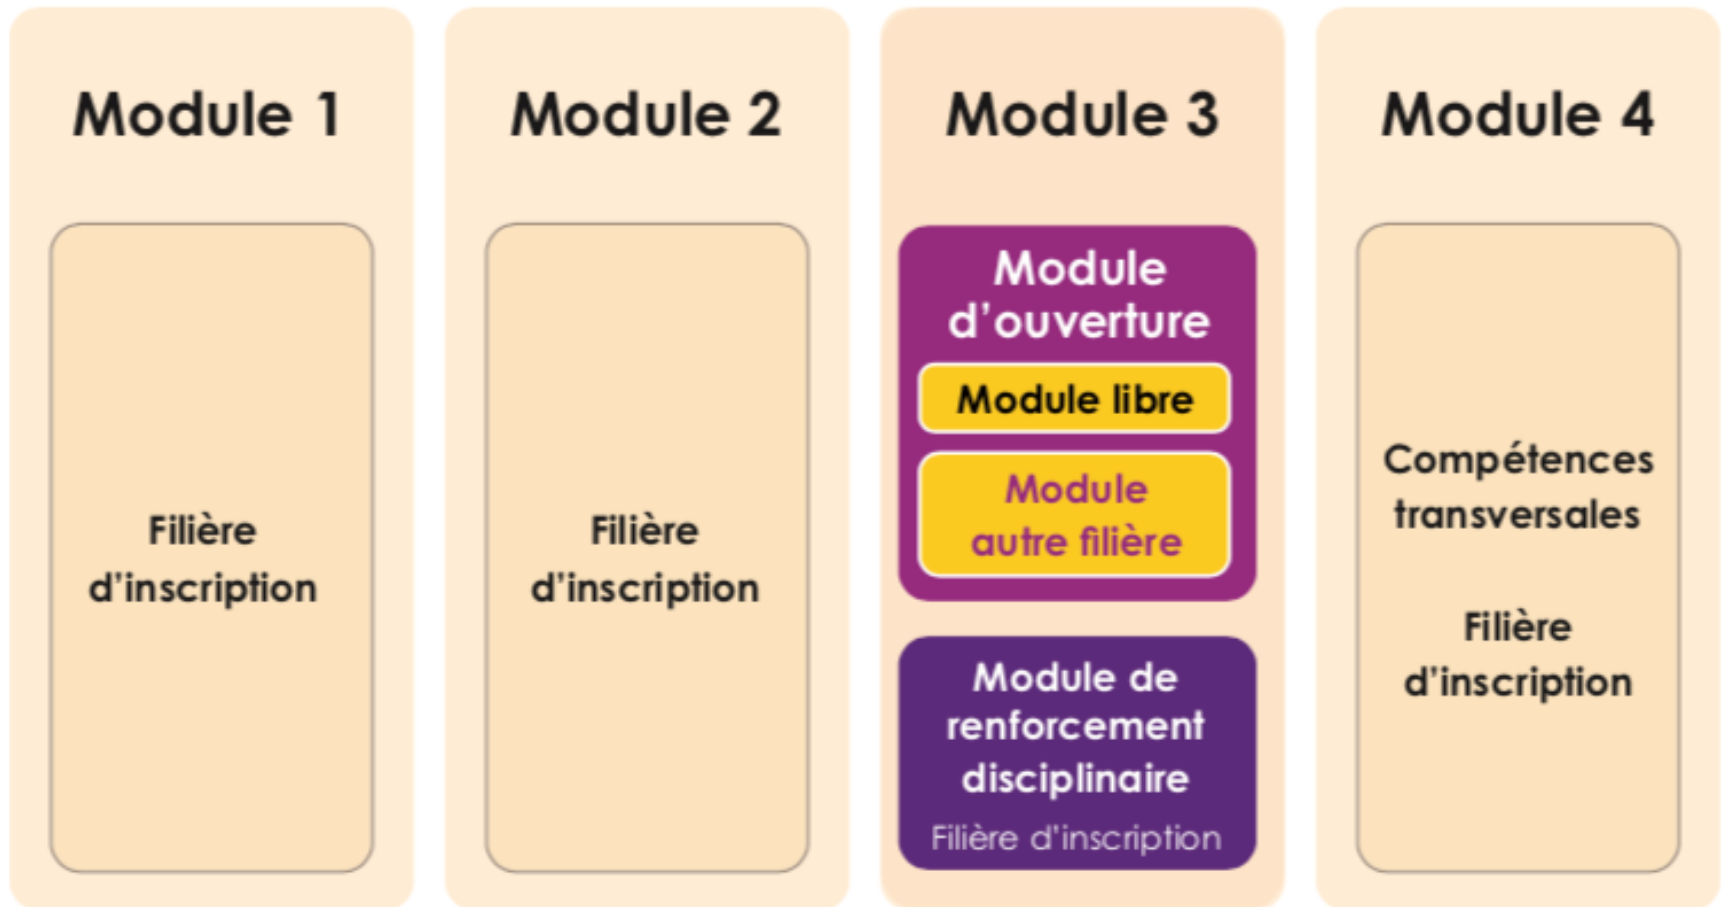 Module 1
Filière
d'inscription
Module 2
Filière
d'inscription
Module 3
Module
d'ouverture
Module libre
Module
autre filière
Module de
renforcement
disciplinaire
Filière d'inscription
Module 4
Compétences
transversales
Filière
d'inscription